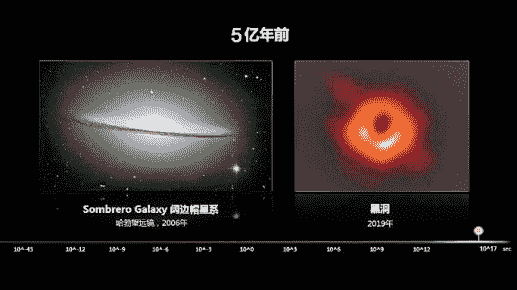 5亿年前
Sombrero Galaxy 阔边帽星系
哈勃望远镜，2006年
黑洞
2019年
10^-45 10^-12 10^-9 10^-6 10^-3 10^0 10^3 10^6 10^9 10^12 10^17 sec